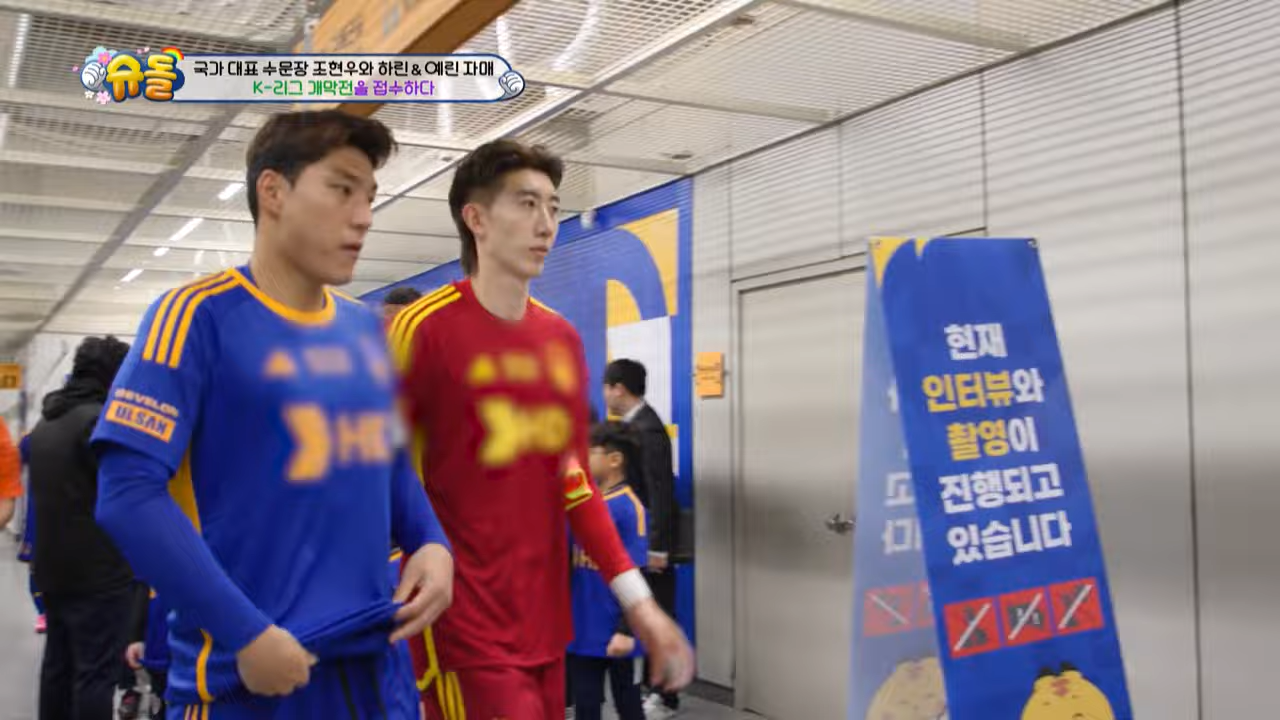 슈돌
국가 대표 수문장 조현우와 하린&예린 자매
K-리그 개막전을 접수하다
현재
인터뷰와
촬영이
진행되고
있습니다
DEVELOP
ULSAN
HD